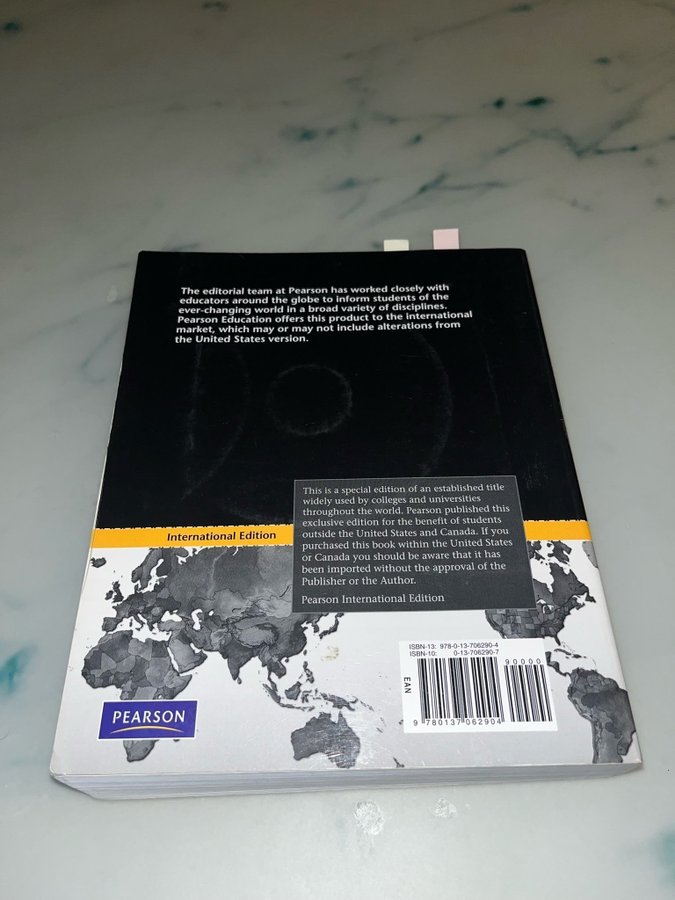 The editorial team at Pearson has worked closely with
educators around the globe to inform students of the
ever-changing world in a broad variety of disciplines.
Pearson Education offers this product to the international
market, which may or may not include alterations from
the United States version.
This is a special edition of an established title
widely used by colleges and universities
throughout the world. Pearson published this
exclusive edition for the benefit of students
outside the United States and Canada. If you
purchased this book within the United States
or Canada you should be aware that it has
been imported without the approval of the
Publisher or the Author.
Pearson International Edition
International Edition
ISBN-13: 978-0-13-706290-4
ISBN-10: 0-13-706290-7
90000
EAN
9 780137 062904
PEARSON